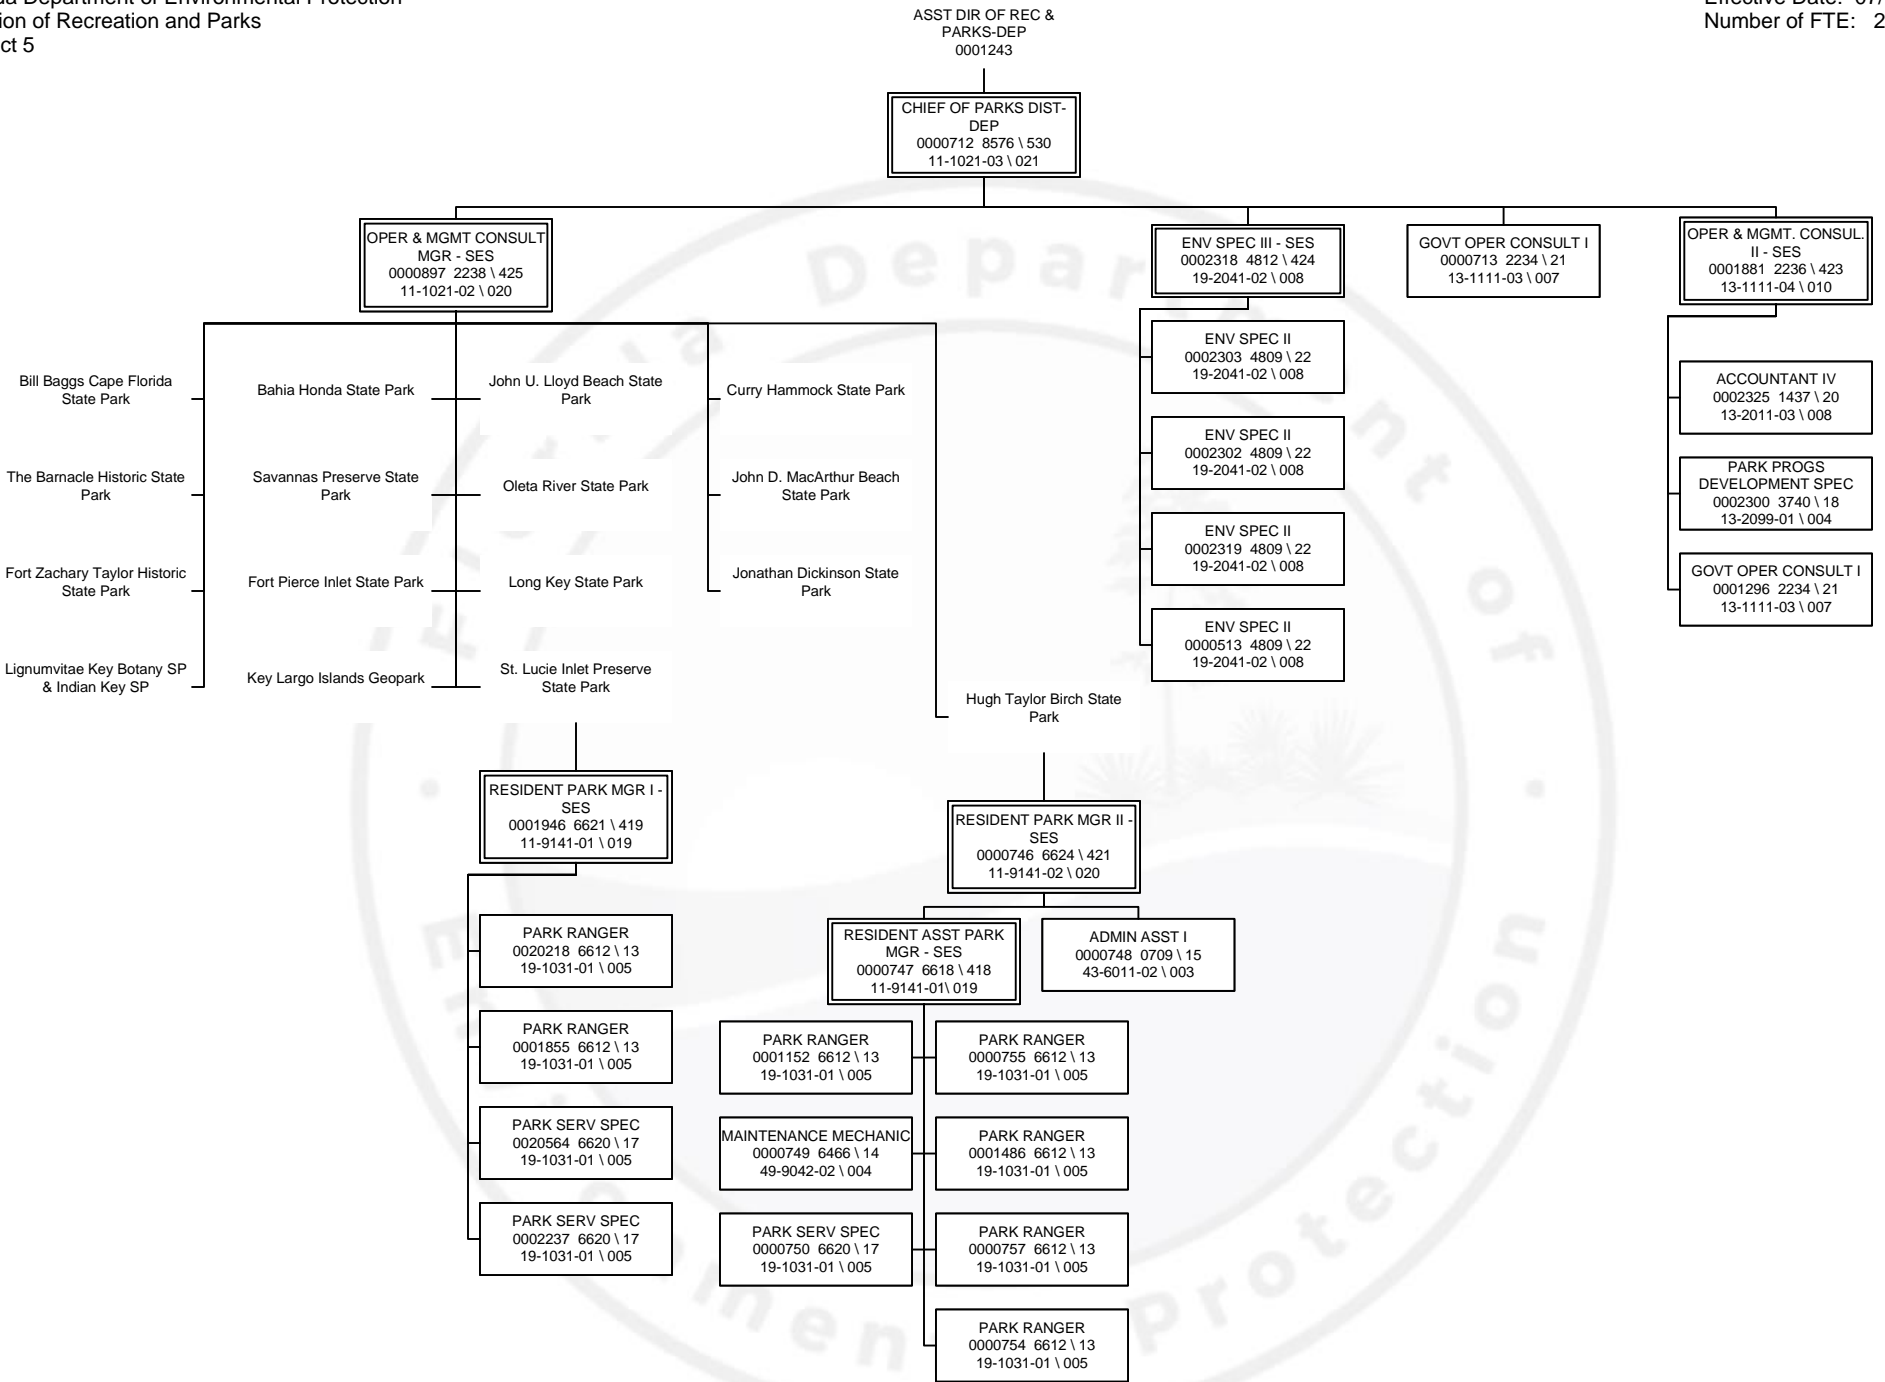 Department of Environmental Protection
ion of Recreation and Parks
ct 5
Effective Date: 07/
Number of FTE: 2
ASST DIR OF REC &
PARKS-DEP
0001243
CHIEF OF PARKS DIST-
DEP
0000712 8576 \ 530
11-1021-03 \ 021
OPER & MGMT CONSULT
MGR - SES
0000897 2238 \ 425
11-1021-02 \ 020
ENV SPEC III - SES
0002318 4812 \ 424
19-2041-02 \ 008
GOVT OPER CONSULT I
0000713 2234 \ 21
13-1111-03 \ 007
OPER & MGMT. CONSUL.
II - SES
0001881 2236 \ 423
13-1111-04 \ 010
Bill Baggs Cape Florida
State Park
Bahia Honda State Park
John U. Lloyd Beach State
Park
Curry Hammock State Park
The Barnacle Historic State
Park
Savannas Preserve State
Park
Oleta River State Park
John D. MacArthur Beach
State Park
Fort Zachary Taylor Historic
State Park
Fort Pierce Inlet State Park
Long Key State Park
Jonathan Dickinson State
Park
Lignumvitae Key Botany SP
& Indian Key SP
Key Largo Islands Geopark
St. Lucie Inlet Preserve
State Park
Hugh Taylor Birch State
Park
ENV SPEC II
0002303 4809 \ 22
19-2041-02 \ 008
ENV SPEC II
0002302 4809 \ 22
19-2041-02 \ 008
ENV SPEC II
0002319 4809 \ 22
19-2041-02 \ 008
ENV SPEC II
0000513 4809 \ 22
19-2041-02 \ 008
ACCOUNTANT IV
0002325 1437 \ 20
13-2011-03 \ 008
PARK PROGS
DEVELOPMENT SPEC
0002300 3740 \ 18
13-2099-01 \ 004
GOVT OPER CONSULT I
0001296 2234 \ 21
13-1111-03 \ 007
RESIDENT PARK MGR I -
SES
0001946 6621 \ 419
11-9141-01 \ 019
PARK RANGER
0020218 6612 \ 13
19-1031-01 \ 005
PARK RANGER
0001855 6612 \ 13
19-1031-01 \ 005
PARK SERV SPEC
0020564 6620 \ 17
19-1031-01 \ 005
PARK SERV SPEC
0002237 6620 \ 17
19-1031-01 \ 005
RESIDENT PARK MGR II -
SES
0000746 6624 \ 421
11-9141-02 \ 020
RESIDENT ASST PARK
MGR - SES
0000747 6618 \ 418
11-9141-01\ 019
ADMIN ASST I
0000748 0709 \ 15
43-6011-02 \ 003
PARK RANGER
0001152 6612 \ 13
19-1031-01 \ 005
PARK RANGER
0000755 6612 \ 13
19-1031-01 \ 005
MAINTENANCE MECHANIC
0000749 6466 \ 14
49-9042-02 \ 004
PARK RANGER
0001486 6612 \ 13
19-1031-01 \ 005
PARK SERV SPEC
0000750 6620 \ 17
19-1031-01 \ 005
PARK RANGER
0000757 6612 \ 13
19-1031-01 \ 005
PARK RANGER
0000754 6612 \ 13
19-1031-01 \ 005
Department of
Protection